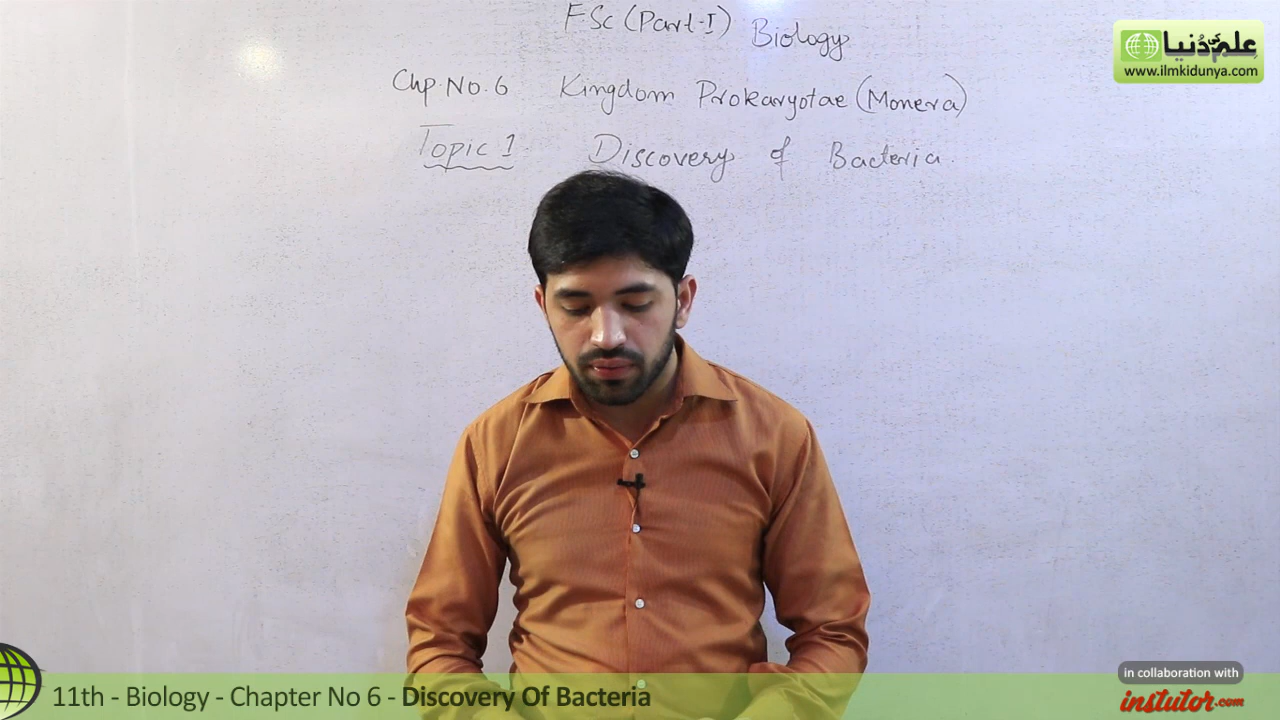 FSc (Part-I) Biology
علم کی دُنیا
www.ilmkidunya.com
Chp No. 6 Kingdom Prokaryotae (Monera)
Topic 1. Discovery of Bacteria.
in collaboration with
instutor.com
11th - Biology - Chapter No 6 - Discovery Of Bacteria